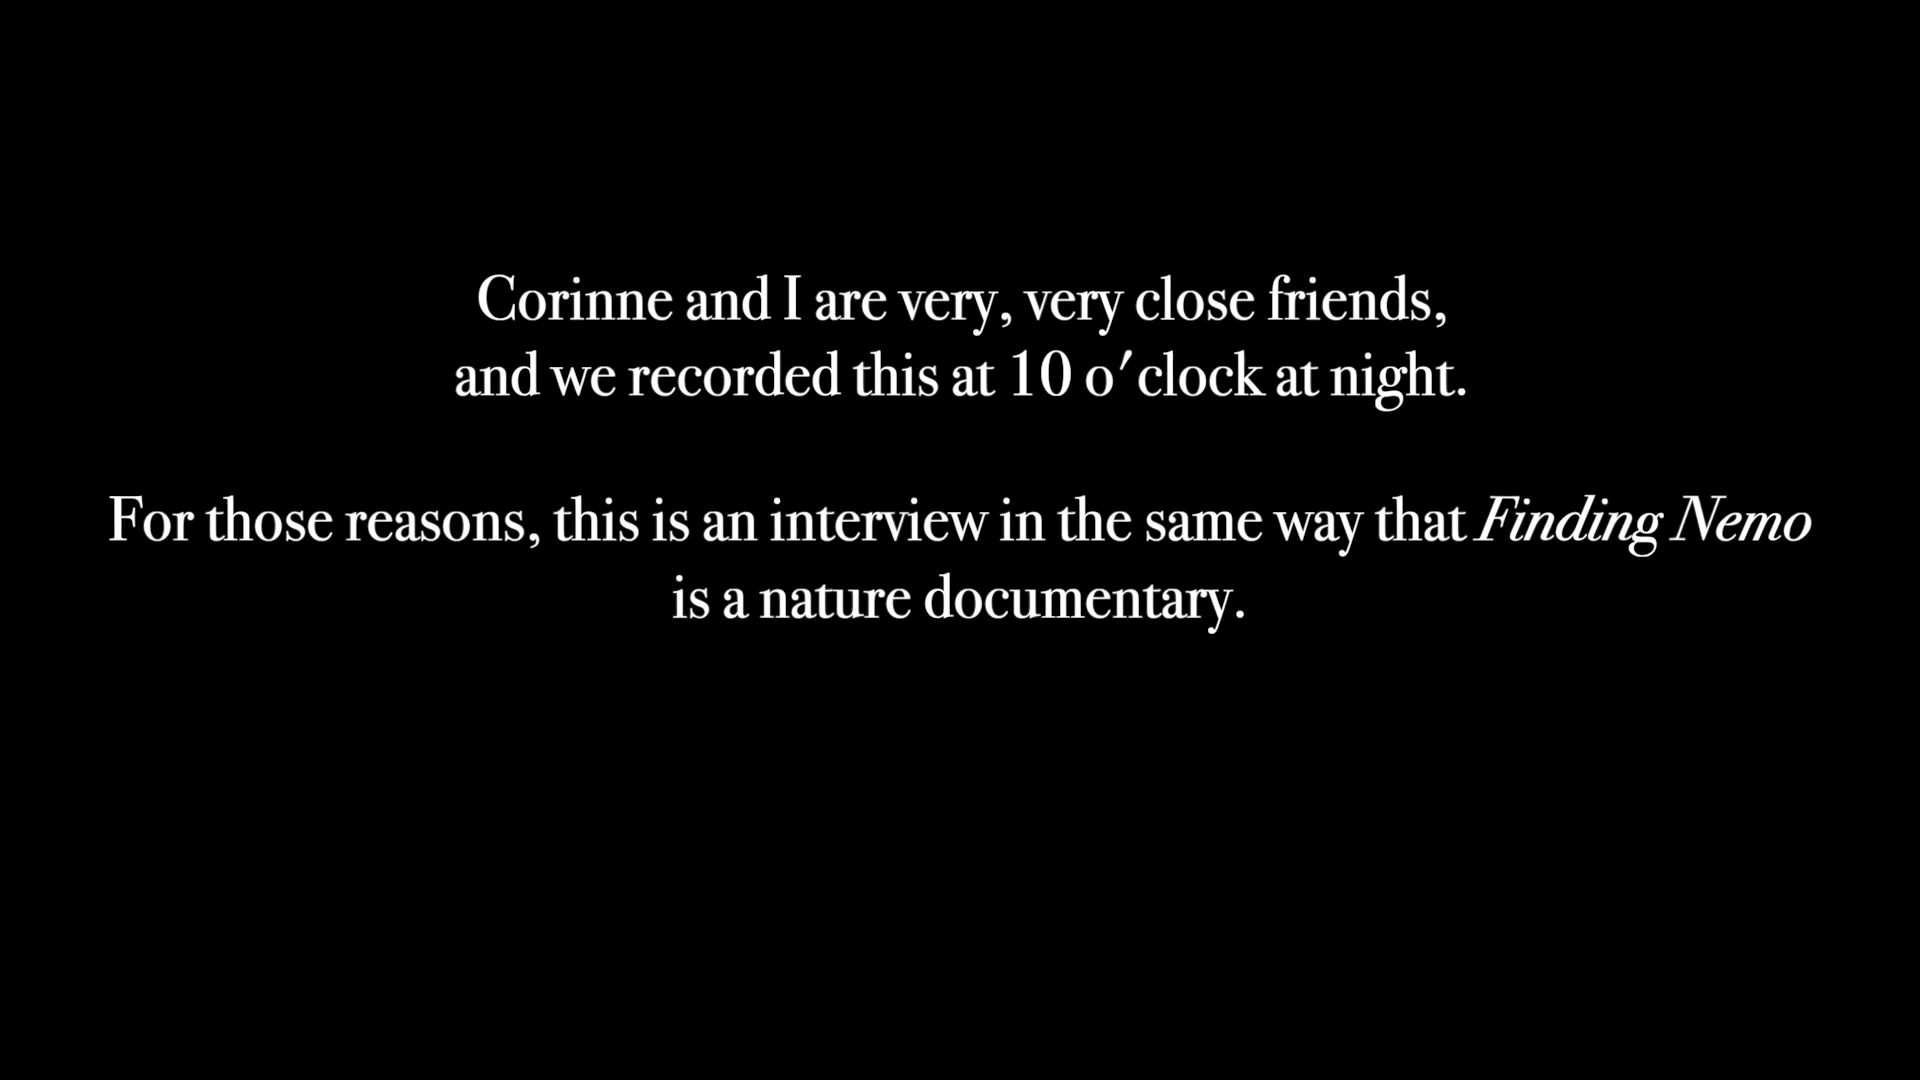 Corinne and I are very, very close friends,
and we recorded this at 10 o'clock at night.
For those reasons, this is an interview in the same way that Finding Nemo
is a nature documentary.